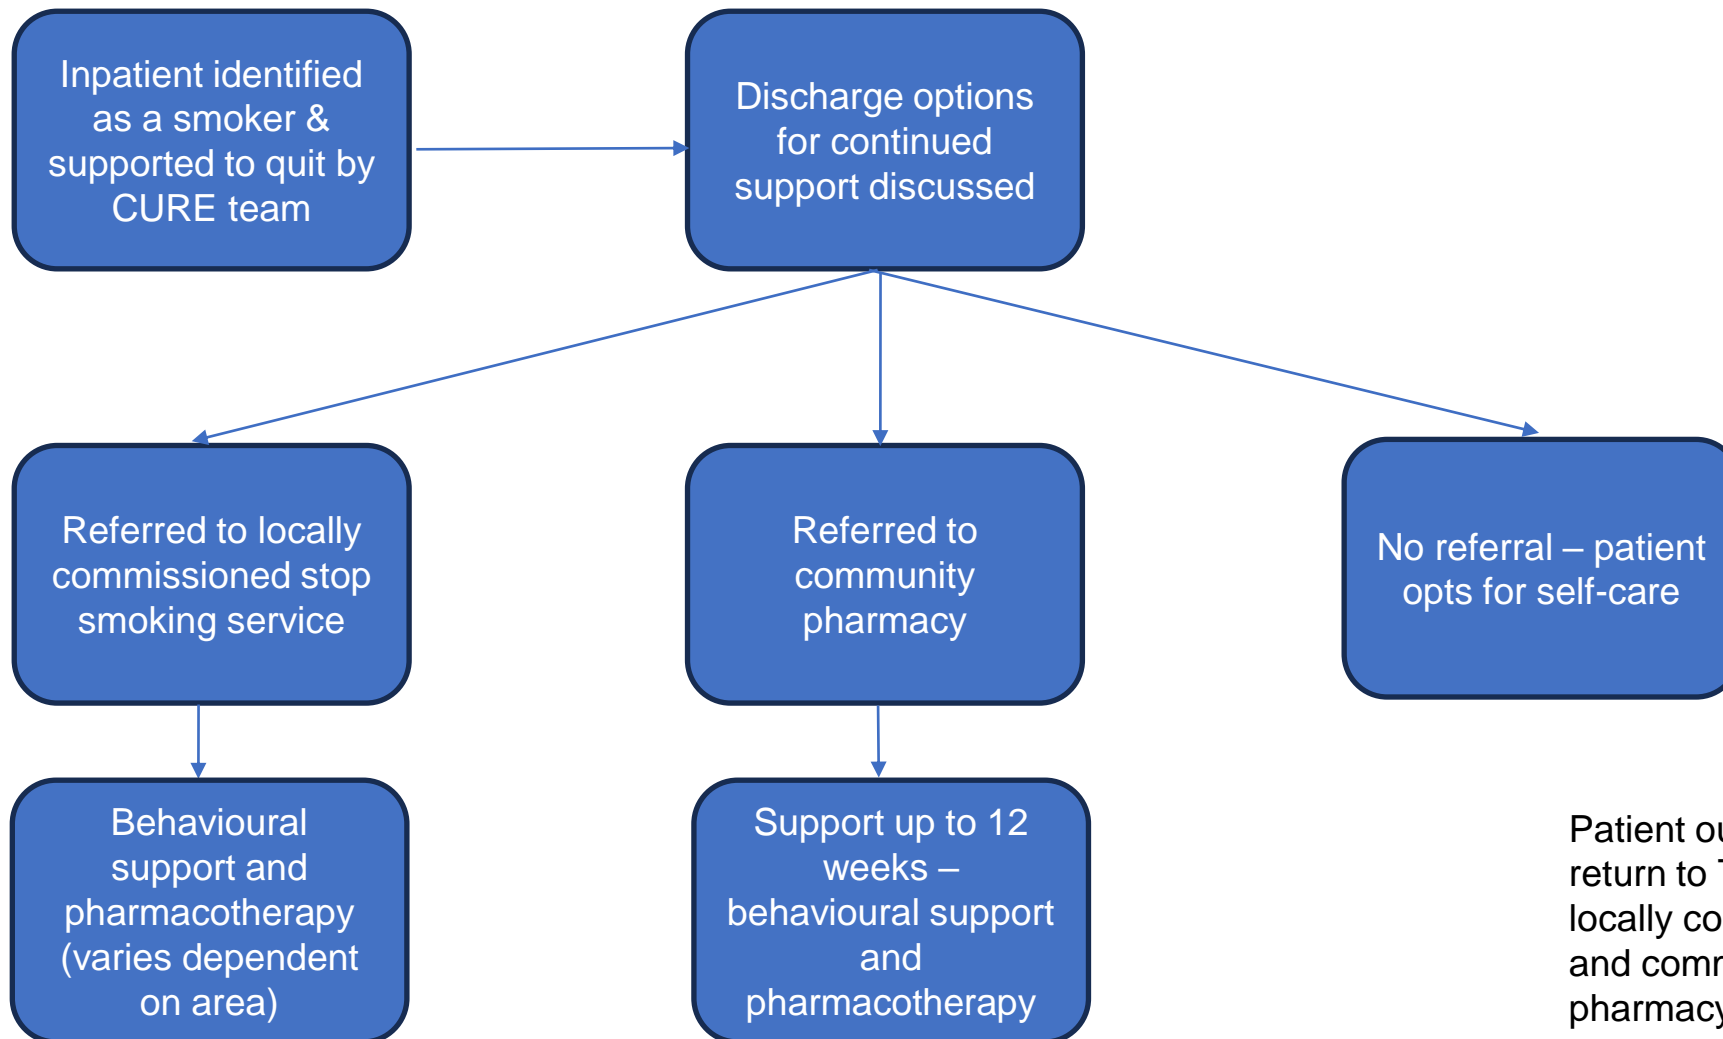 Inpatient identified
as a smoker &
supported to quit by
CURE team
Discharge options
for continued
support discussed
Referred to locally
commissioned stop
smoking service
Referred to
community
pharmacy
No referral – patient
opts for self-care
Behavioural
support and
pharmacotherapy
(varies dependent
on area)
Support up to 12
weeks –
behavioural support
and
pharmacotherapy
Patient
return to
locally
and
pharmacy